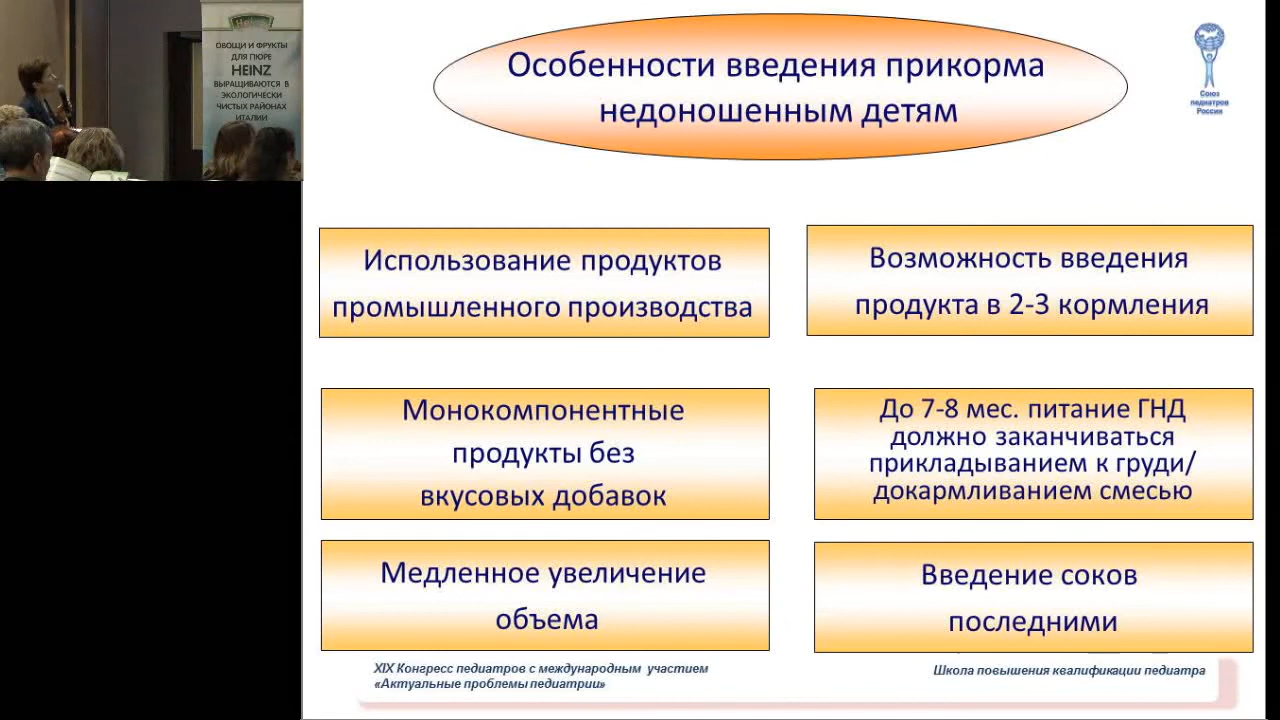 Heinz
ОВОЩИ И ФРУКТЫ
ДЛЯ ПЮРЕ
HEINZ
ВЫРАЩИВАЮТСЯ В
ЭКОЛОГИЧЕСКИ
ЧИСТЫХ РАЙОНАХ
ИТАЛИИ
Особенности введения прикорма
недоношенным детям
Союз
педиатров
России
Использование продуктов
промышленного производства
Возможность введения
продукта в 2-3 кормления
Монокомпонентные
продукты без
вкусовых добавок
До 7-8 мес. питание ГНД
должно заканчиваться
прикладыванием к груди/
докармливанием смесью
Медленное увеличение
объема
Введение соков
последними
XIX Конгресс педиатров с международным участием
«Актуальные проблемы педиатрии»
Школа повышения квалификации педиатра